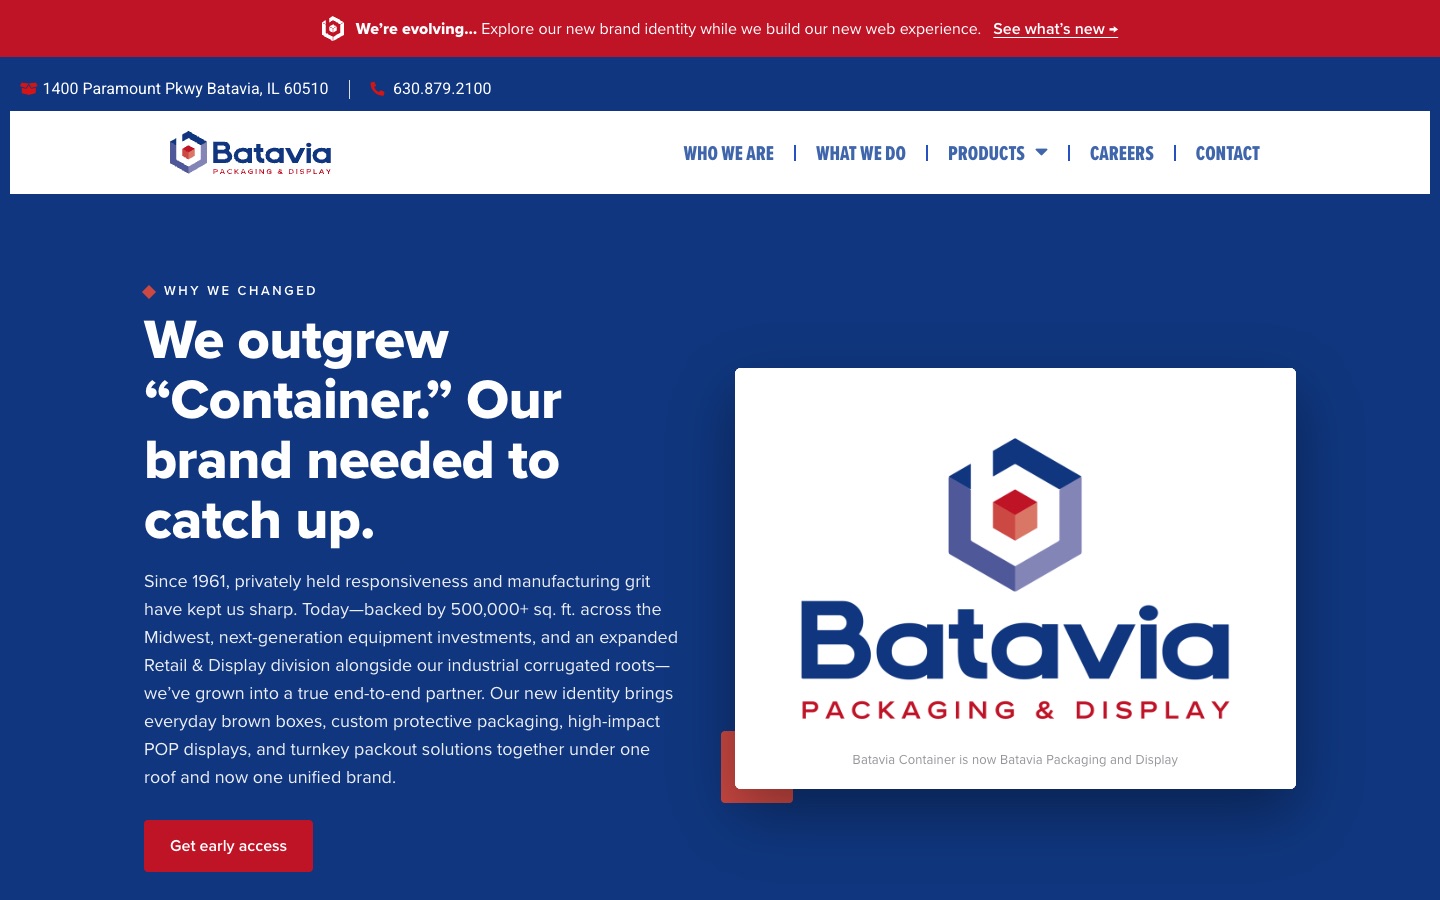 We're evolving... Explore our new brand identity while we build our new web experience. See what's new →
1400 Paramount Pkwy Batavia, IL 60510 630.879.2100
Batavia
PACKAGING & DISPLAY
WHO WE ARE WHAT WE DO PRODUCTS CAREERS CONTACT
WHY WE CHANGED
We outgrew
“Container.” Our
brand needed to
catch up.
Since 1961, privately held responsiveness and manufacturing grit
have kept us sharp. Today—backed by 500,000+ sq. ft. across the
Midwest, next-generation equipment investments, and an expanded
Retail & Display division alongside our industrial corrugated roots—
we've grown into a true end-to-end partner. Our new identity brings
everyday brown boxes, custom protective packaging, high-impact
POP displays, and turnkey packout solutions together under one
roof and now one unified brand.
Get early access
Batavia
PACKAGING & DISPLAY
Batavia Container is now Batavia Packaging and Display